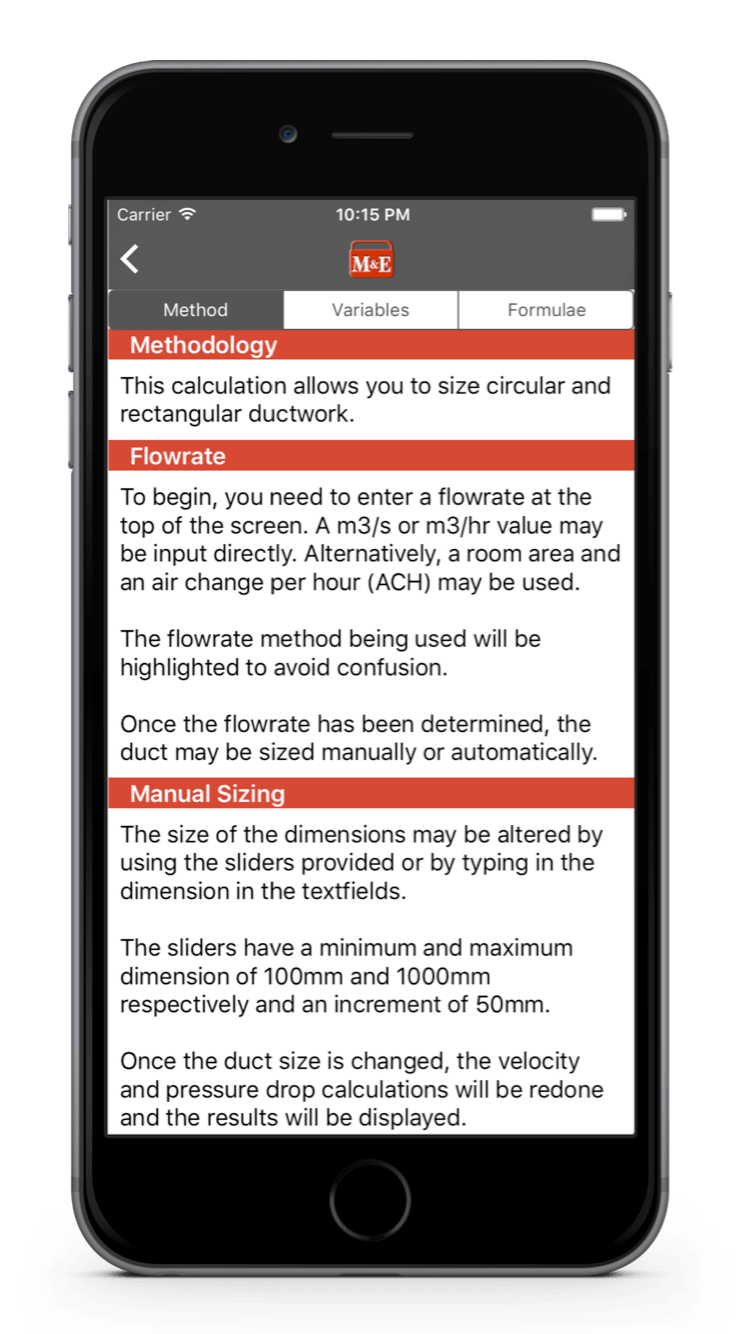 Carrier 10:15 PM
M&E
Method Variables Formulae
Methodology
This calculation allows you to size circular and
rectangular ductwork.
Flowrate
To begin, you need to enter a flowrate at the
top of the screen. A m3/s or m3/hr value may
be input directly. Alternatively, a room area and
an air change per hour (ACH) may be used.
The flowrate method being used will be
highlighted to avoid confusion.
Once the flowrate has been determined, the
duct may be sized manually or automatically.
Manual Sizing
The size of the dimensions may be altered by
using the sliders provided or by typing in the
dimension in the textfields.
The sliders have a minimum and maximum
dimension of 100mm and 1000mm
respectively and an increment of 50mm.
Once the duct size is changed, the velocity
and pressure drop calculations will be redone
and the results will be displayed.